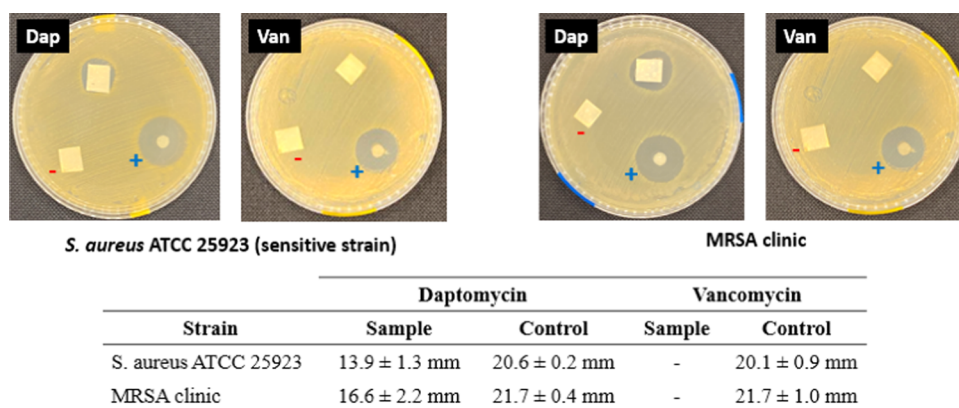 Dap Van Dap Van
- + - + - + - +
S. aureus ATCC 25923 (sensitive strain) MRSA clinic
Daptomycin Vancomycin
Strain Sample Control Sample Control
S. aureus ATCC 25923 13.9 ± 1.3 mm 20.6 ± 0.2 mm - 20.1 ± 0.9 mm
MRSA clinic 16.6 ± 2.2 mm 21.7 ± 0.4 mm - 21.7 ± 1.0 mm